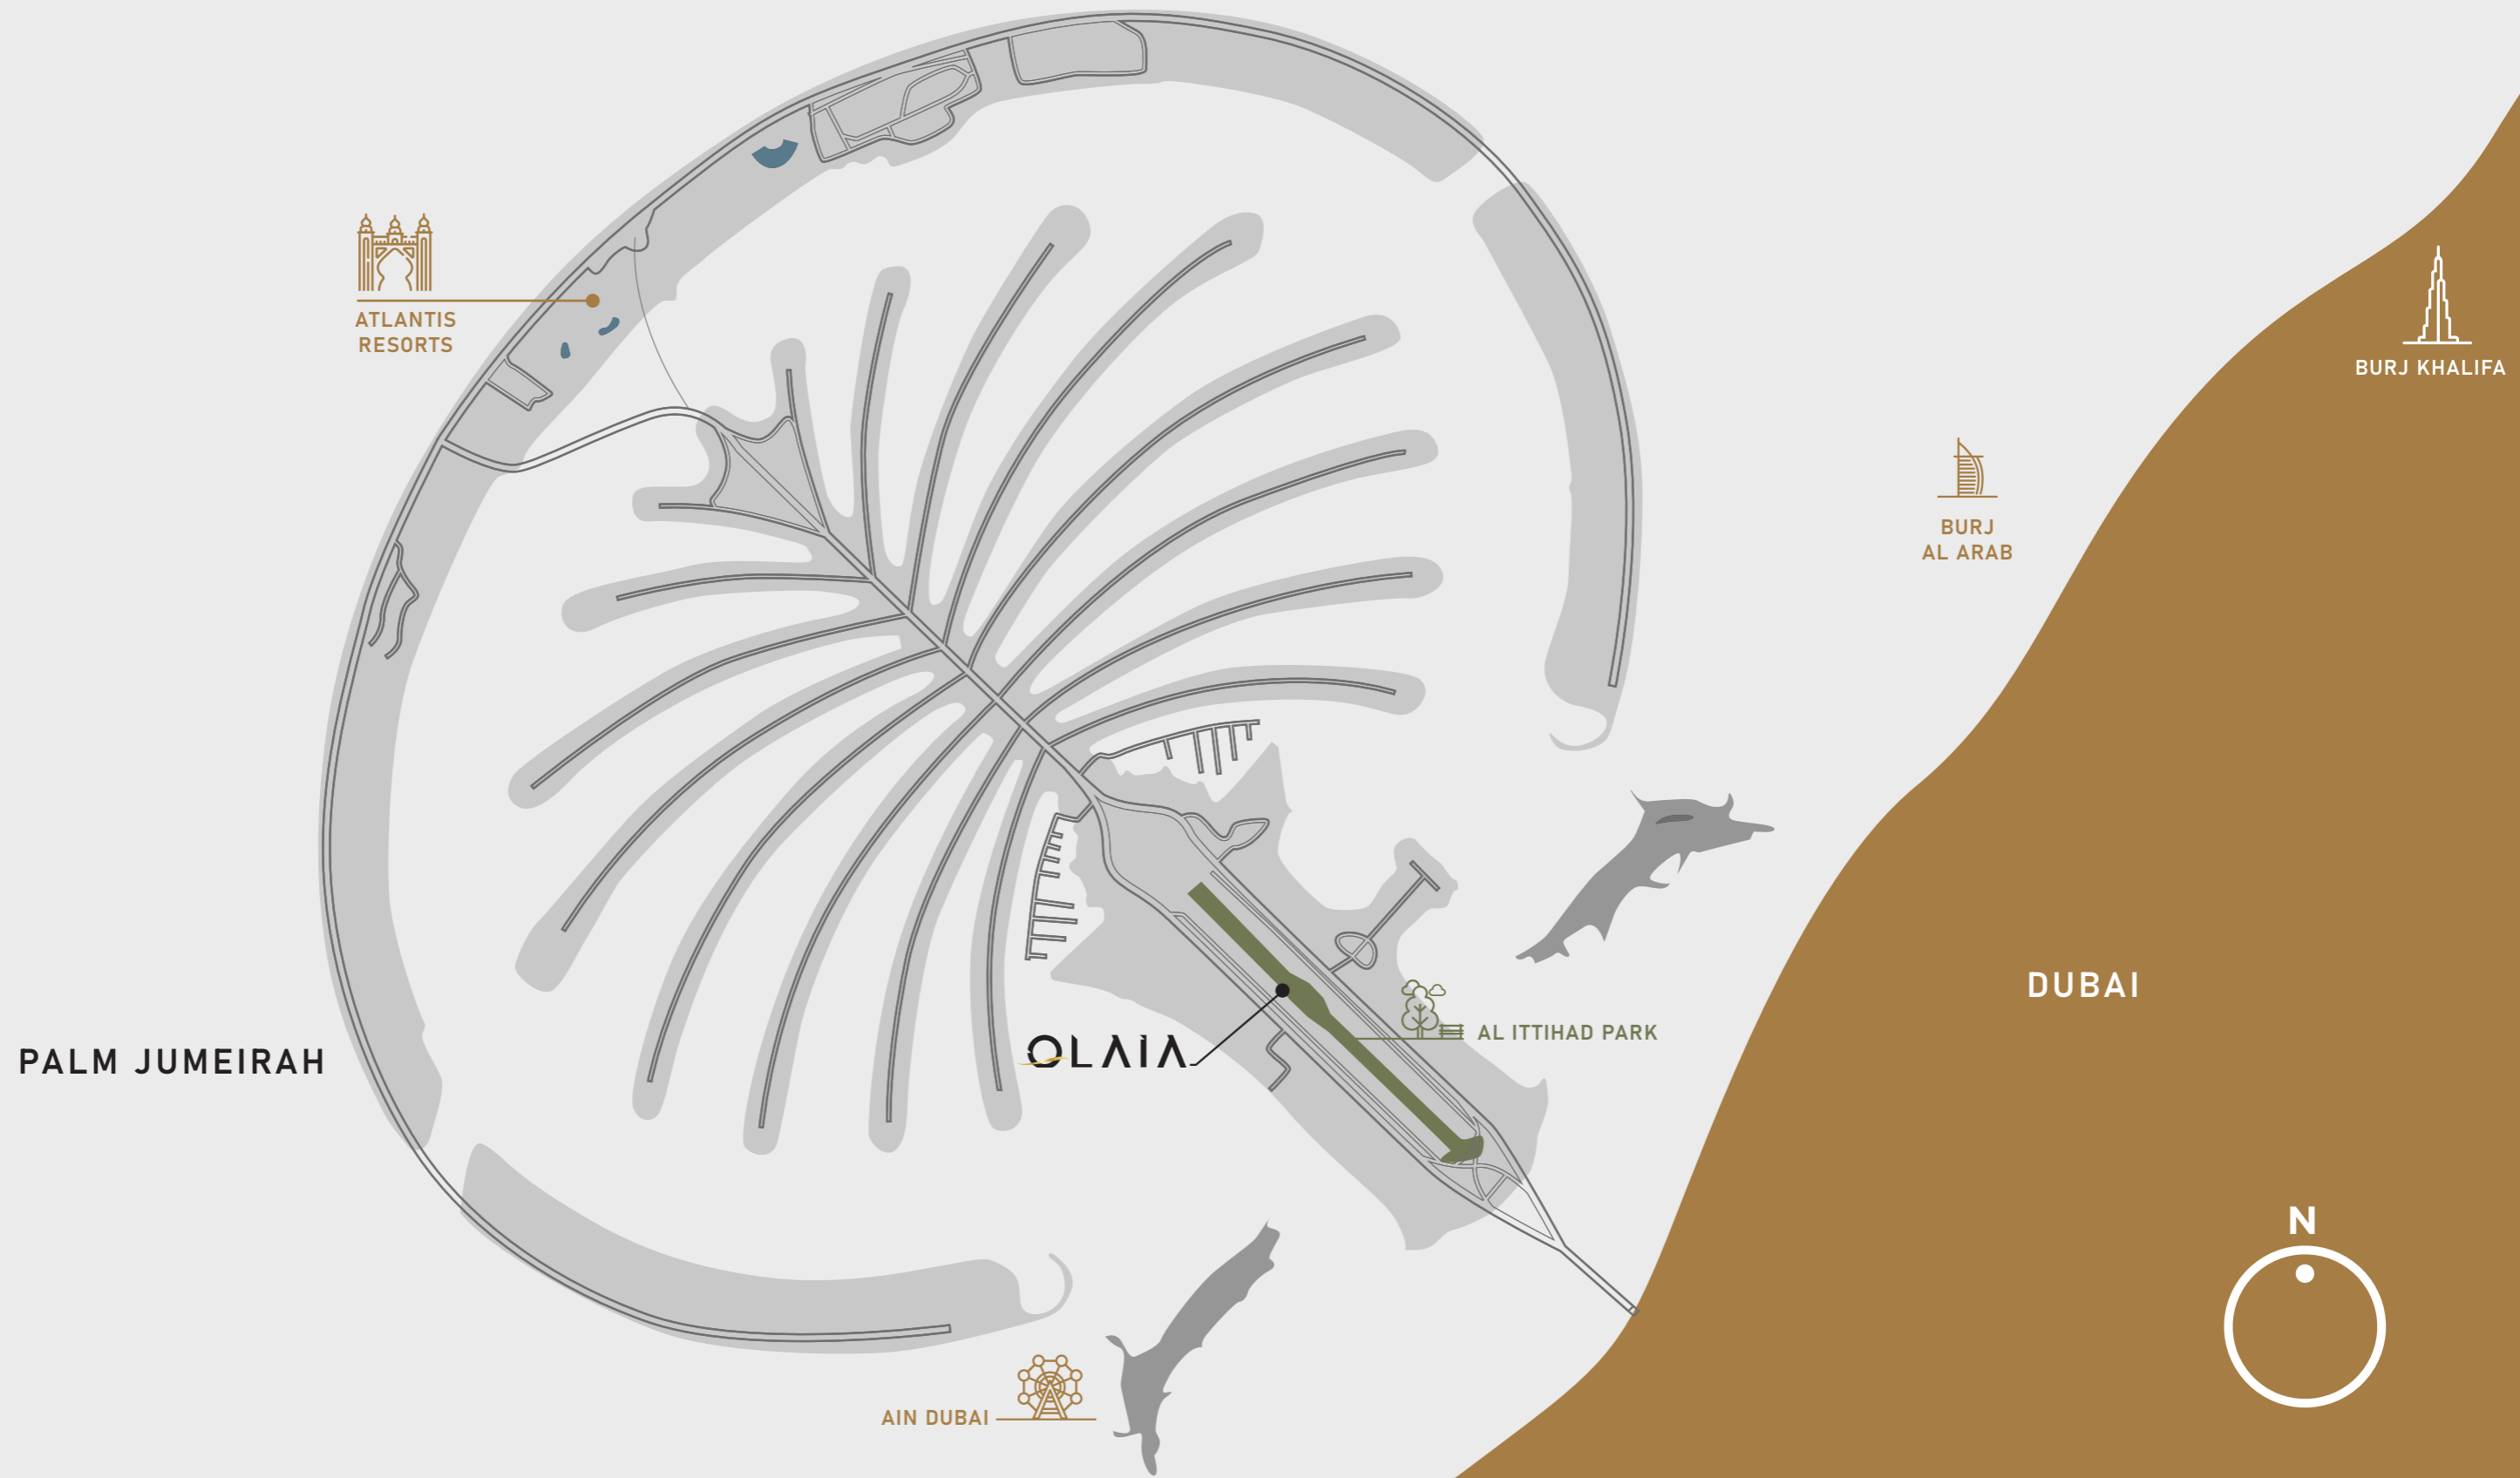 ATLANTIS
RESORTS
BURJ KHALIFA
BURJ
AL ARAB
DUBAI
AL ITTIHAD PARK
OLAIA
PALM JUMEIRAH
N
AIN DUBAI